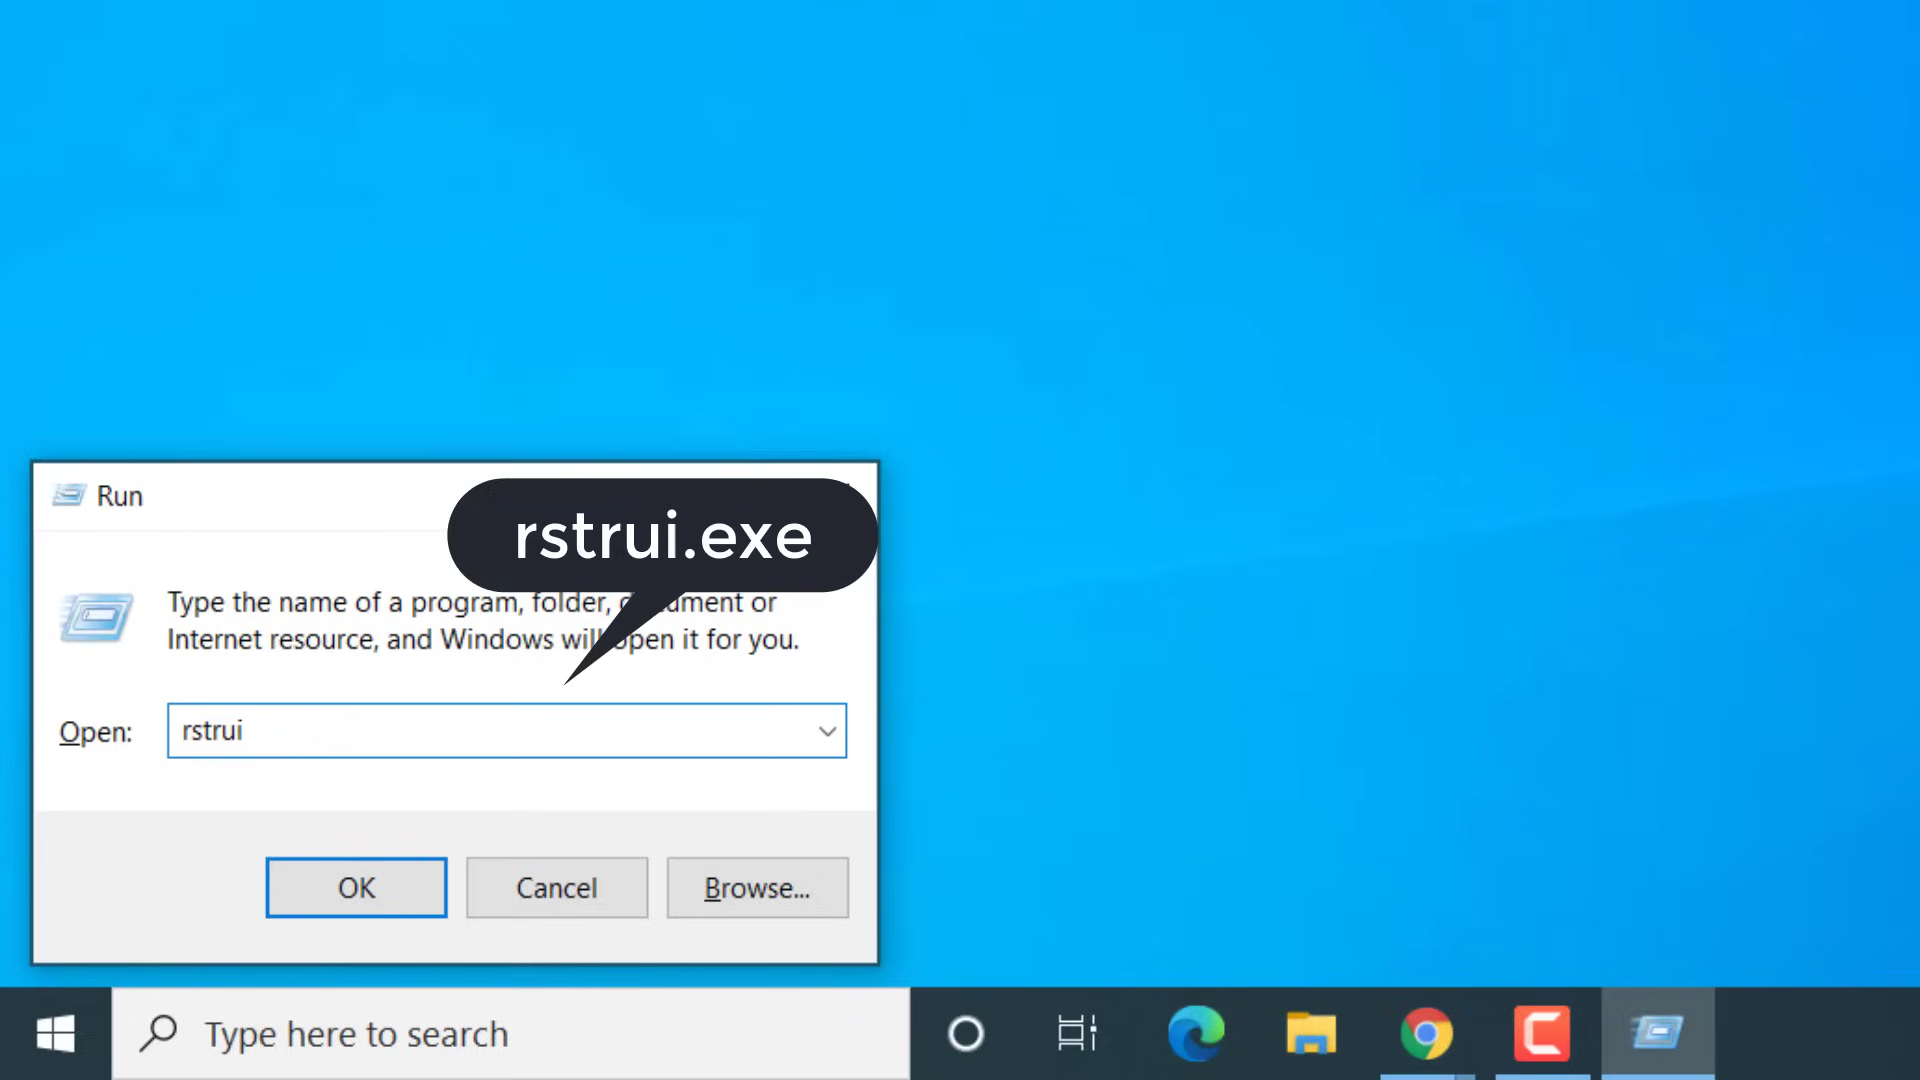 Run
rstrui.exe
Type the name of a program, folder, document or
Internet resource, and Windows will open it for you.
Open:
rstrui
OK
Cancel
Browse...
Type here to search